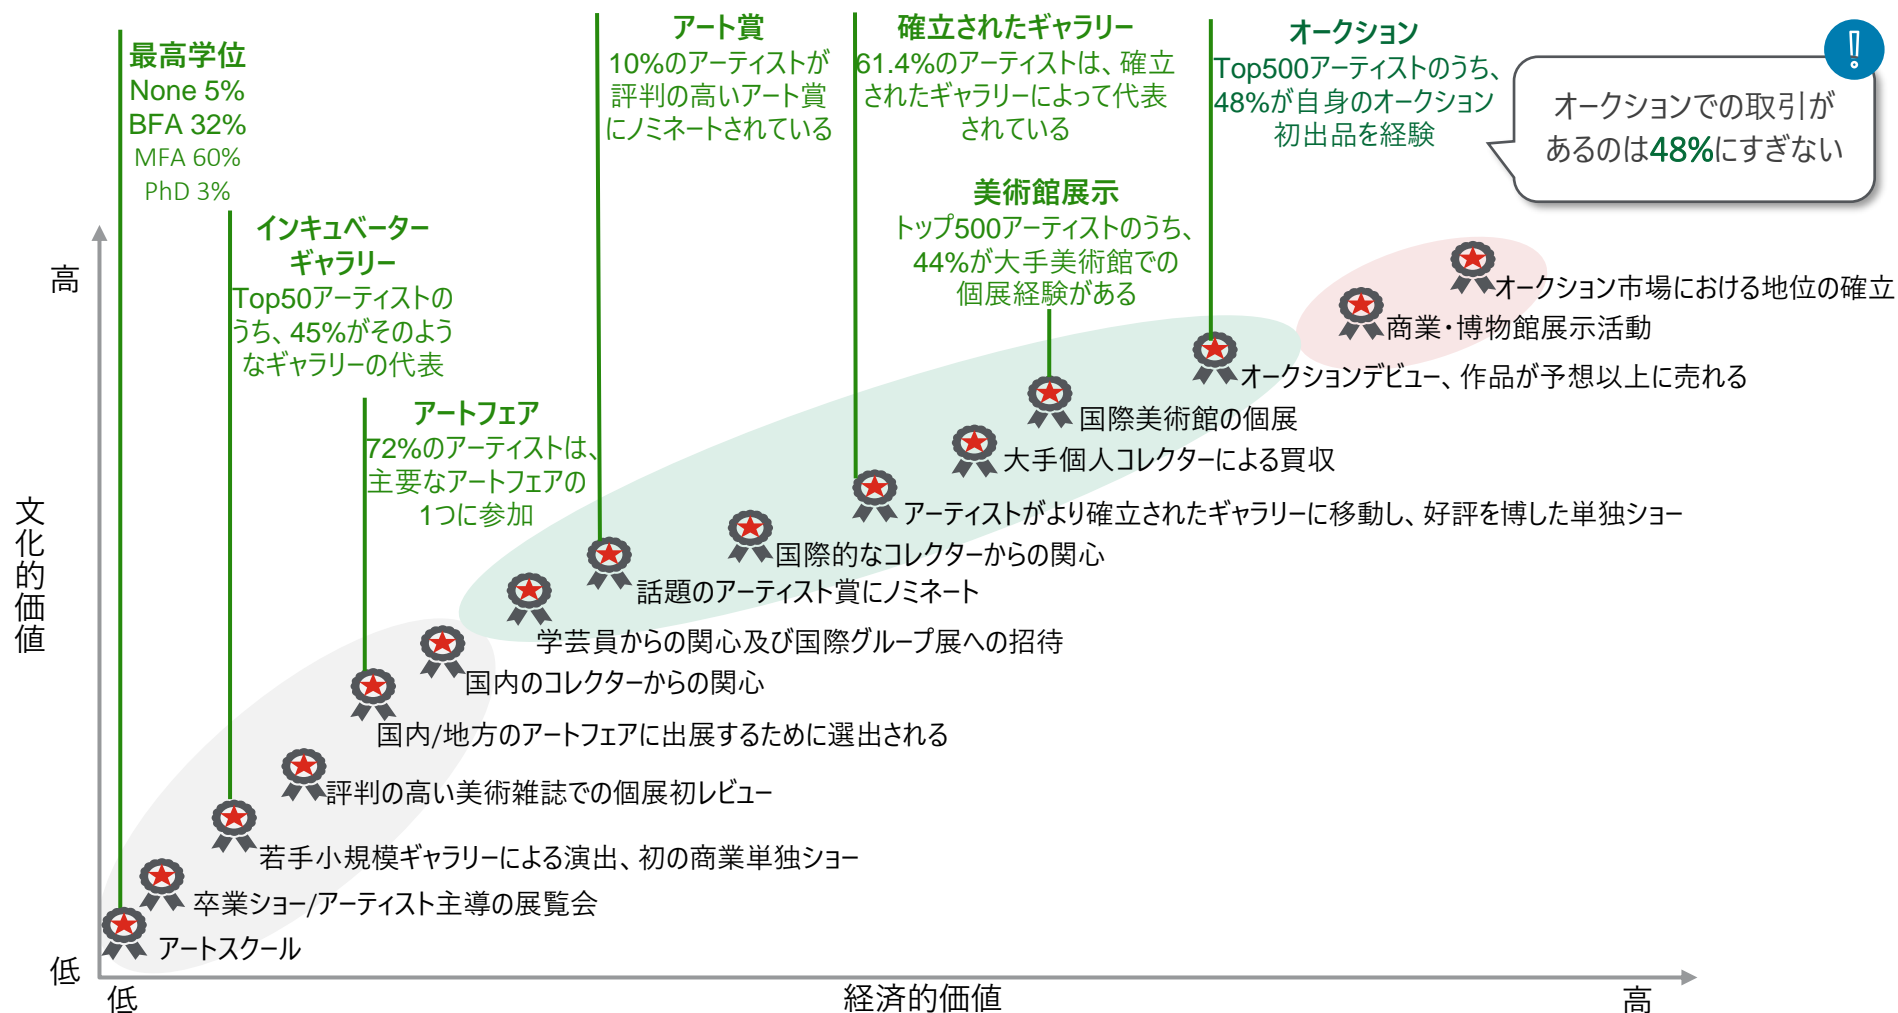 最高学位
None 5%
BFA 32%
MFA 60%
PhD 3%
インキュベーター
ギャラリー
Top50アーティストの
うち、45%がそのよう
なギャラリーの代表
アートフェア
72%のアーティストは、
主要なアートフェアの
1つに参加
アート賞
10%のアーティストが
評判の高いアート賞
にノミネートされている
確立されたギャラリー
61.4%のアーティストは、確立
されたギャラリーによって代表
されている
美術館展示
トップ500アーティストのうち、
44%が大手美術館での
個展経験がある
オークション
Top500アーティストのうち、
48%が自身のオークション
初出品を経験
!
オークションでの取引が
あるのは48%にすぎない
高
文化的価値
低
オークション市場における地位の確立
商業・博物館展示活動
オークションデビュー、作品が予想以上に売れる
国際美術館の個展
大手個人コレクターによる買収
アーティストがより確立されたギャラリーに移動し、好評を博した単独ショー
国際的なコレクターからの関心
話題のアーティスト賞にノミネート
学芸員からの関心及び国際グループ展への招待
国内のコレクターからの関心
国内/地方のアートフェアに出展するために選出される
評判の高い美術雑誌での個展初レビュー
若手小規模ギャラリーによる演出、初の商業単独ショー
卒業ショー/アーティスト主導の展覧会
アートスクール
低
経済的価値
高